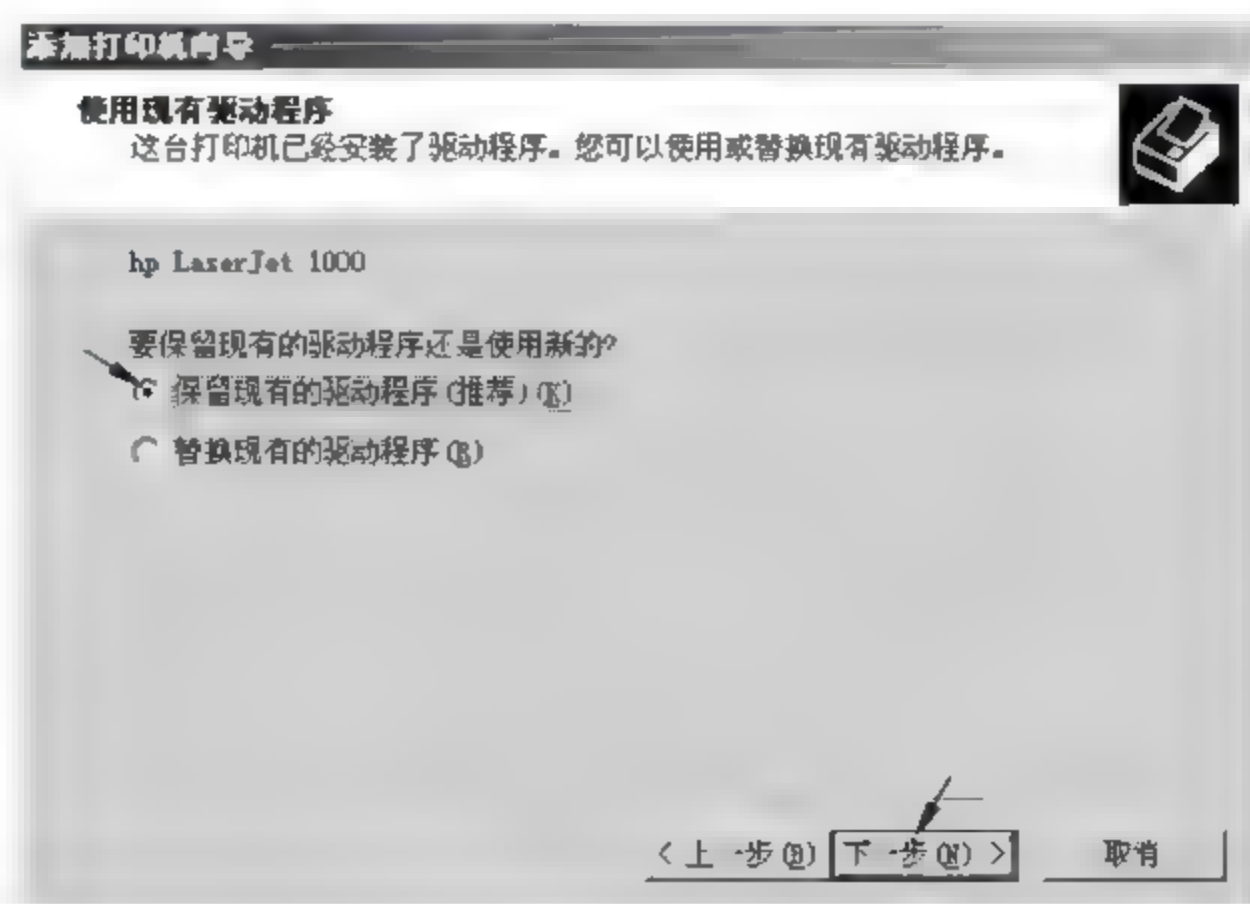 添加打印机向导
使用现有驱动程序
这台打印机已经安装了驱动程序。您可以使用或替换现有驱动程序。
hp LaserJet 1000
要保留现有的驱动程序还是使用新的?
保留现有的驱动程序(推荐)(K)
替换现有的驱动程序(R)
< 上一步(B) 下一步(N) > 取消